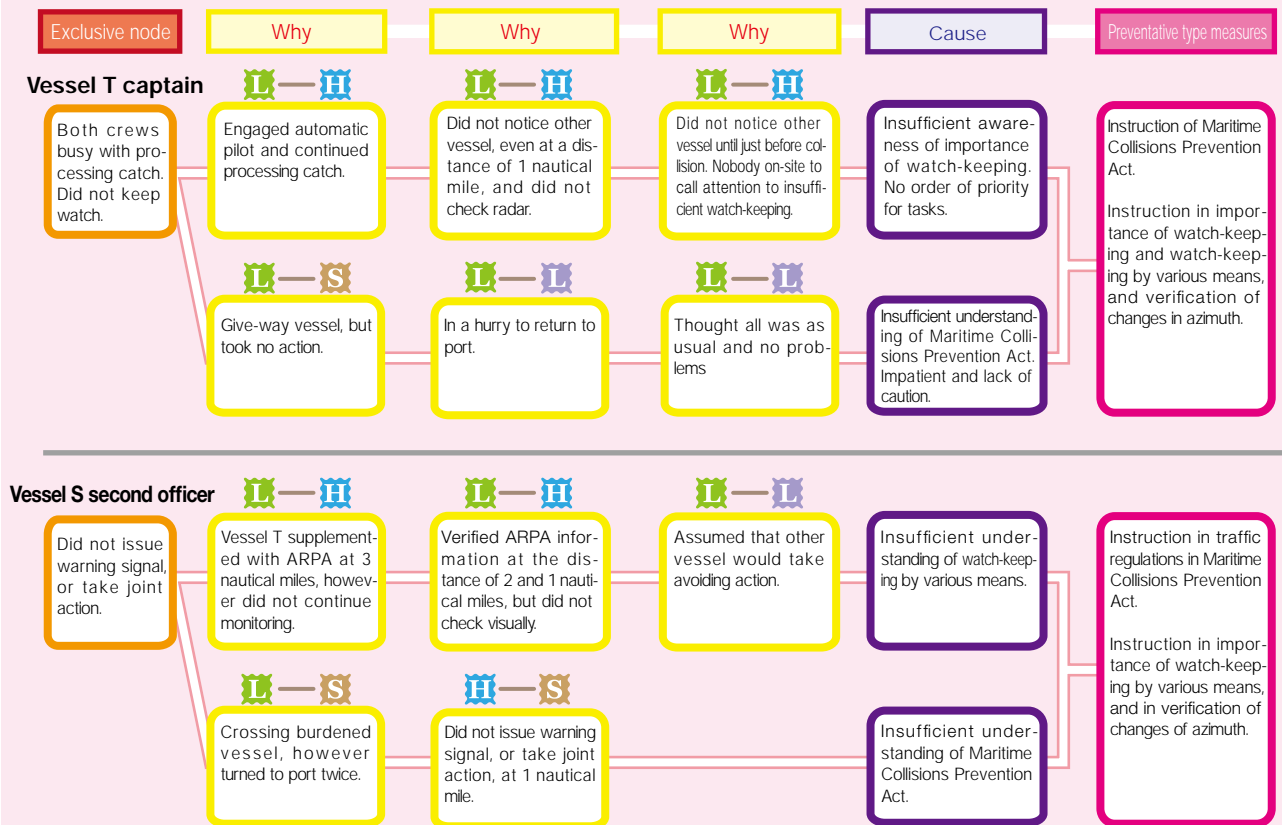 Exclusive node
Why
Why
Why
Cause
Preventative type measures
Vessel T captain
L H
L H
L H
Both crews
busy with pro-
cessing catch.
Did not keep
watch.
Engaged automatic
pilot and continued
processing catch.
Did not notice other
vessel, even at a dis-
tance of 1 nautical
mile, and did not
check radar.
Did not notice other
vessel until just before col-
lision. Nobody on-site to
call attention to insuffi-
cient watch-keeping.
Insufficient aware-
ness of importance
of watch-keeping.
No order of priority
for tasks.
Instruction of Maritime
Collisions Prevention
Act.
Instruction in impor-
tance of watch-keep-
ing and watch-keep-
ing by various means,
and verification of
changes in azimuth.
L S
L L
L L
Give-way vessel, but
took no action.
In a hurry to return to
port.
Thought all was as
usual and no prob-
lems
Insufficient understand-
ing of Maritime Colli-
sions Prevention Act.
Impatient and lack of
caution.
Vessel S second officer
L H
L H
L L
Did not issue
warning signal,
or take joint
action.
Vessel T supplement-
ed with ARPA at 3
nautical miles, howev-
er did not continue
monitoring.
Verified ARPA infor-
mation at the dis-
tance of 2 and 1 nauti-
cal miles, but did not
check visually.
Assumed that other
vessel would take
avoiding action.
Insufficient under-
standing of watch-keep-
ing by various means.
Instruction in traffic
regulations in Maritime
Collisions Prevention
Act.
Instruction in impor-
tance of watch-keep-
ing by various means,
and in verification of
changes of azimuth.
L S
H S
Crossing burdened
vessel, however
turned to port twice.
Did not issue warning
signal, or take joint
action, at 1 nautical
mile.
Insufficient under-
standing of Maritime
Collisions Prevention
Act.